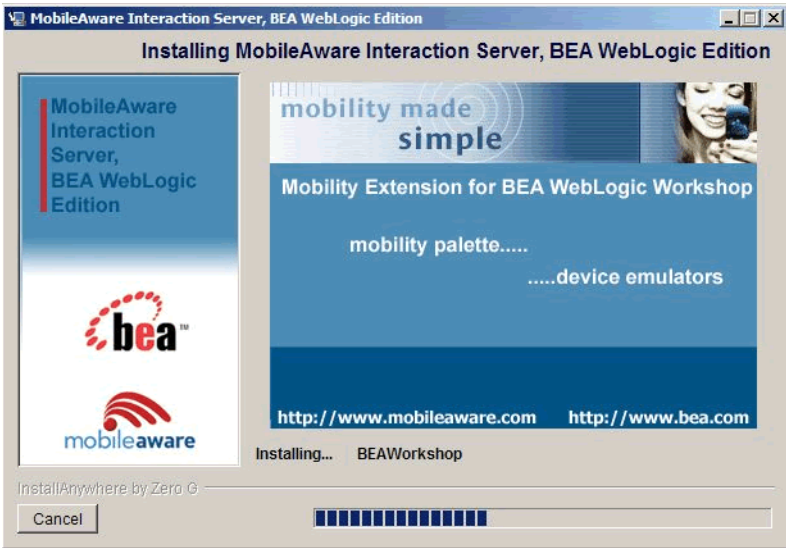 MobileAware Interaction Server, BEA WebLogic Edition
Installing MobileAware Interaction Server, BEA WebLogic Edition
MobileAware
Interaction
Server,
BEA WebLogic
Edition
bea™
mobileaware
mobility made
simple
Mobility Extension for BEA WebLogic Workshop
mobility palette.....
.....device emulators
http://www.mobileaware.com http://www.bea.com
Installing... BEAWorkshop
InstallAnywhere by Zero G
Cancel